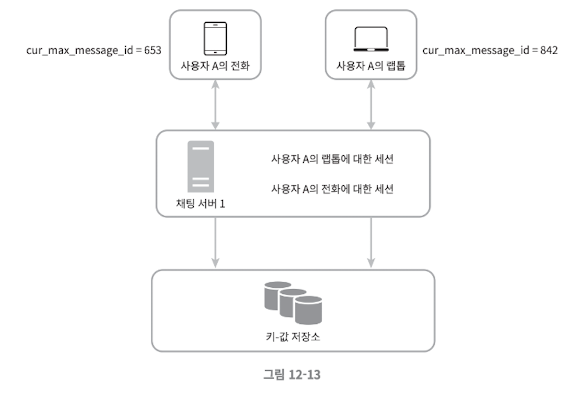 cur_max_message_id = 653
사용자 A의 전화
사용자 A의 랩톱
cur_max_message_id = 842
사용자 A의 랩톱에 대한 세션
사용자 A의 전화에 대한 세션
채팅 서버 1
키-값 저장소
그림 12-13